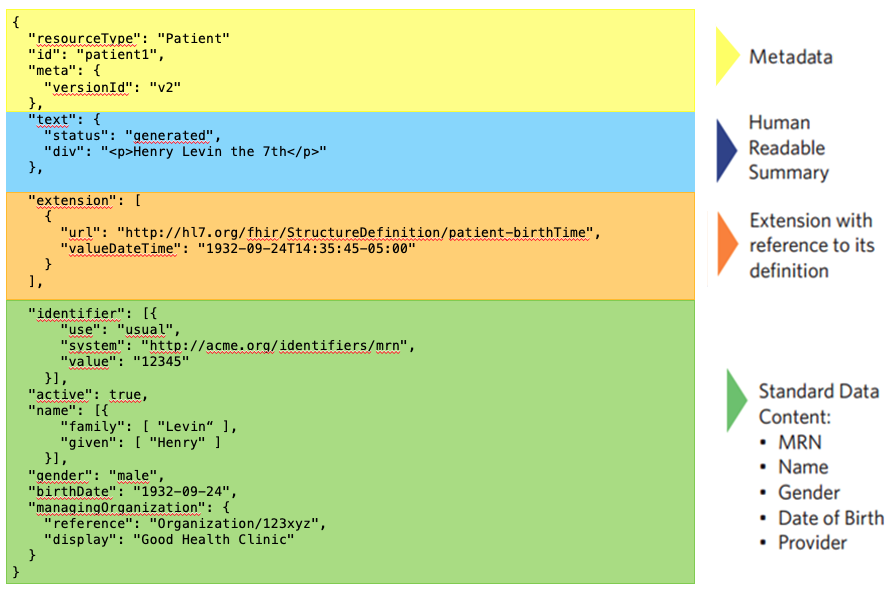 {
  "resourceType": "Patient"
  "id": "patient1",
  "meta": {
    "versionId": "v2"
  },
  "text": {
    "status": "generated",
    "div": "<p>Henry Levin the 7th</p>"
  },
  "extension": [
    {
      "url": "http://hl7.org/fhir/StructureDefinition/patient-birthTime",
      "valueDateTime": "1932-09-24T14:35:45-05:00"
    }
  ],
  "identifier": [{
      "use": "usual",
      "system": "http://acme.org/identifiers/mrn",
      "value": "12345"
    }],
  "active": true,
  "name": [{
      "family": [ "Levin“ ],
      "given": [ "Henry" ]
    }],
  "gender": "male",
  "birthDate": "1932-09-24",
  "managingOrganization": {
    "reference": "Organization/123xyz",
    "display": "Good Health Clinic"
  }
}
Metadata
Human
Readable
Summary
Extension with
reference to its
definition
Standard Data
Content:
• MRN
• Name
• Gender
• Date of Birth
• Provider